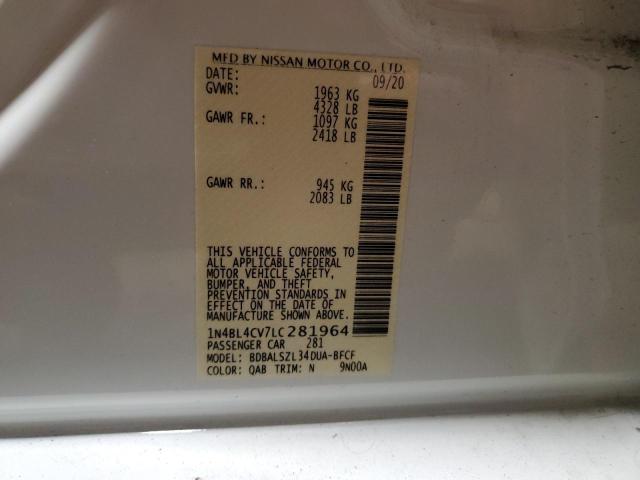 MFD BY NISSAN MOTOR CO., LTD.
DATE: 09/20
GVWR: 1963 KG
4328 LB
GAWR FR.: 1097 KG
2418 LB
GAWR RR.: 945 KG
2083 LB
THIS VEHICLE CONFORMS TO
ALL APPLICABLE FEDERAL
MOTOR VEHICLE SAFETY,
BUMPER, AND THEFT
PREVENTION STANDARDS IN
EFFECT ON THE DATE OF
MANUFACTURE SHOWN ABOVE.
1N4BL4CV7LC281964
PASSENGER CAR 281
MODEL: BDBALSZL34DUA-BFCF
COLOR: QAB TRIM: N 9N00A